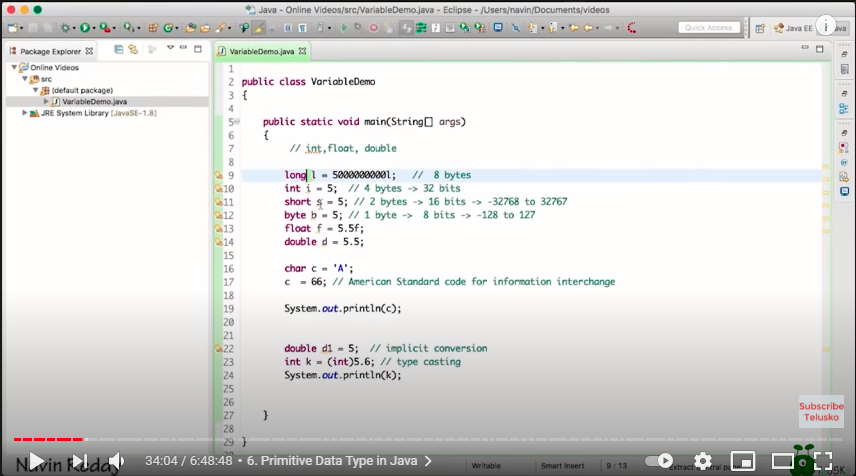 Java - Online Videos/src/VariableDemo.java - Eclipse - /Users/navin/Documents/videos
Quick Access
Java EE
Java
Package Explorer
VariableDemo.java
Online Videos
src
(default package)
VariableDemo.java
JRE System Library [JavaSE-1.8]
1
2 public class VariableDemo
3 {
4
5 public static void main(String[] args)
6 {
7 // int,float, double
8
9 long l = 5000000000l; // 8 bytes
10 int i = 5; // 4 bytes -> 32 bits
11 short s = 5; // 2 bytes -> 16 bits -> -32768 to 32767
12 byte b = 5; // 1 byte -> 8 bits -> -128 to 127
13 float f = 5.5f;
14 double d = 5.5;
15
16 char c = 'A';
17 c = 66; // American Standard code for information interchange
18
19 System.out.println(c);
20
21
22 double d1 = 5; // implicit conversion
23 int k = (int)5.6; // type casting
24 System.out.println(k);
25
26
27 }
28
29 }
Subscribe
Telusko
Navin Reddy
34:04 / 6:48:48 • 6. Primitive Data Type in Java
Writable
Smart Insert
9 : 13